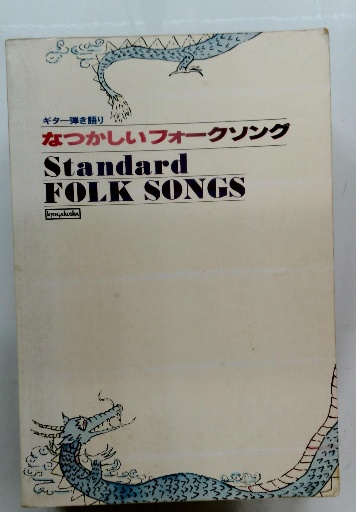 ギター弾き語り
なつかしいフォークソング
Standard
FOLK SONGS
kyogakusha